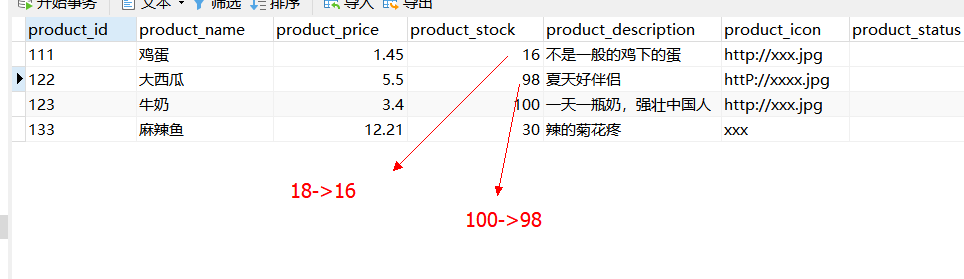 开始事务 文本 筛选 排序 导入 导出
product_id product_name product_price product_stock product_description product_icon product_status
111 鸡蛋 1.45 16 不是一般的鸡下的蛋 http://xxx.jpg
122 大西瓜 5.5 98 夏天好伴侣 httP://xxxx.jpg
123 牛奶 3.4 100 一天一瓶奶，强壮中国人 http://xxx.jpg
133 麻辣鱼 12.21 30 辣的菊花疼 xxx
18->16
100->98